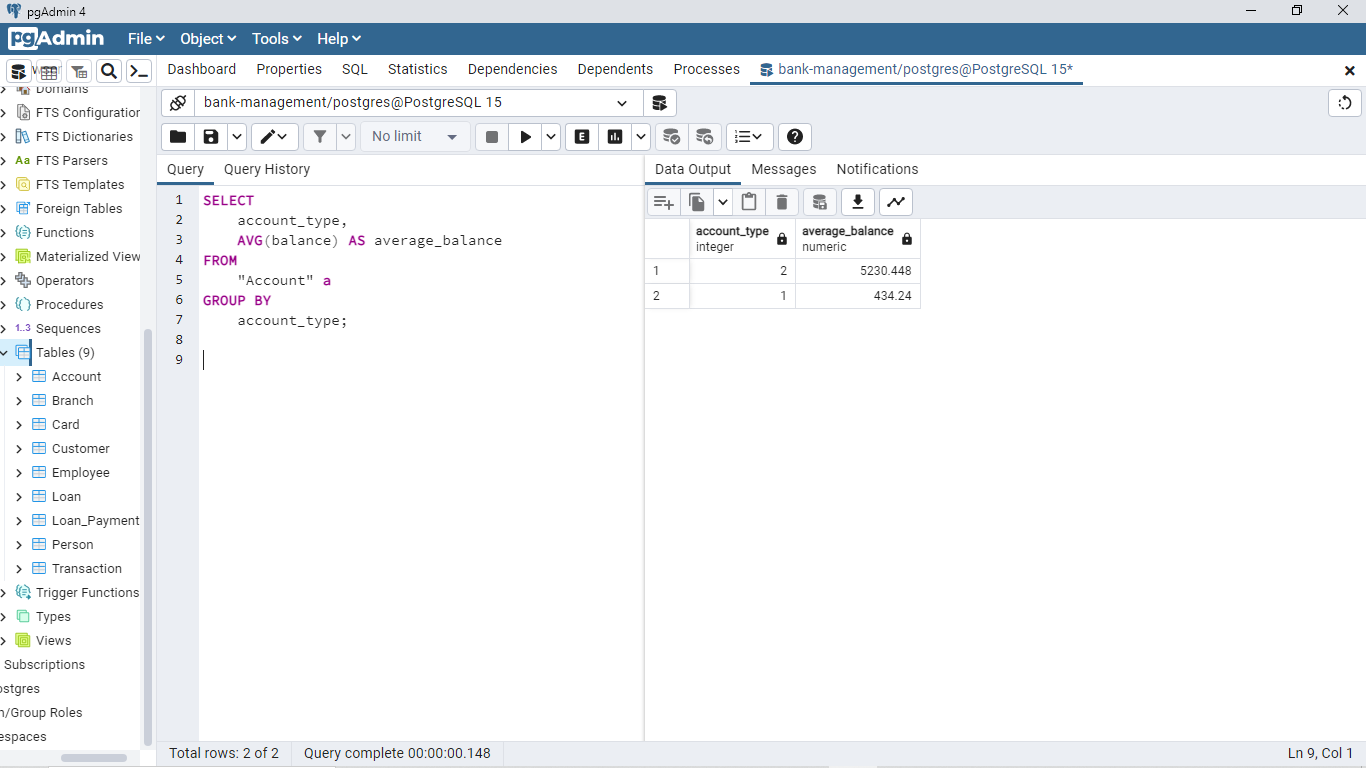 pgAdmin 4
pgAdmin File Object Tools Help
Dashboard Properties SQL Statistics Dependencies Dependents Processes bank-management/postgres@PostgreSQL 15*
Domains
FTS Configuration
FTS Dictionaries
Aa FTS Parsers
FTS Templates
Foreign Tables
Functions
Materialized View
Operators
Procedures
1..3 Sequences
Tables (9)
Account
Branch
Card
Customer
Employee
Loan
Loan_Payment
Person
Transaction
Trigger Functions
Types
Views
Subscriptions
ostgres
n/Group Roles
espaces
bank-management/postgres@PostgreSQL 15
No limit
E
Query Query History
1 SELECT
2 account_type,
3 AVG(balance) AS average_balance
4 FROM
5 "Account" a
6 GROUP BY
7 account_type;
8
9
Data Output Messages Notifications
account_type integer average_balance numeric
1 2 5230.448
2 1 434.24
Total rows: 2 of 2 Query complete 00:00:00.148 Ln 9, Col 1